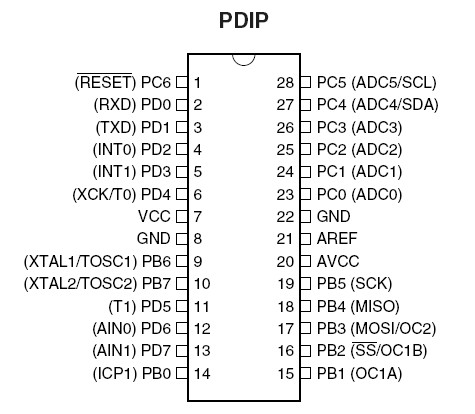 PDIP
(RESET) PC6 1 28 PC5 (ADC5/SCL)
(RXD) PD0 2 27 PC4 (ADC4/SDA)
(TXD) PD1 3 26 PC3 (ADC3)
(INT0) PD2 4 25 PC2 (ADC2)
(INT1) PD3 5 24 PC1 (ADC1)
(XCK/T0) PD4 6 23 PC0 (ADC0)
VCC 7 22 GND
GND 8 21 AREF
(XTAL1/TOSC1) PB6 9 20 AVCC
(XTAL2/TOSC2) PB7 10 19 PB5 (SCK)
(T1) PD5 11 18 PB4 (MISO)
(AIN0) PD6 12 17 PB3 (MOSI/OC2)
(AIN1) PD7 13 16 PB2 (SS/OC1B)
(ICP1) PB0 14 15 PB1 (OC1A)